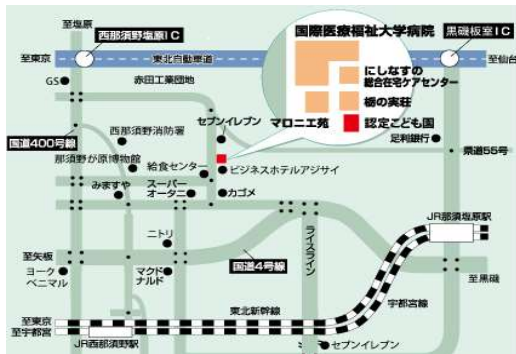 至塩原
西那須野塩原IC
国際医療福祉大学病院
黒磯板室IC
至東京
東北自動車道
至仙台
GS
赤田工業団地
にしなすの
総合在宅ケアセンター
栃の実荘
マロニエ苑
認定こども園
セブンイレブン
西那須野消防署
国道400号線
足利銀行
県道55号
那須野が原博物館
給食センター
ビジネスホテルアジサイ
みますや
スーパー
オータニ
カゴメ
JR那須塩原駅
ニトリ
ライスライン
至矢板
国道4号線
ヨーク
ベニマル
マクド
ナルド
至黒磯
東北新幹線
宇都宮線
至東京
至宇都宮
JR西那須野駅
セブンイレブン